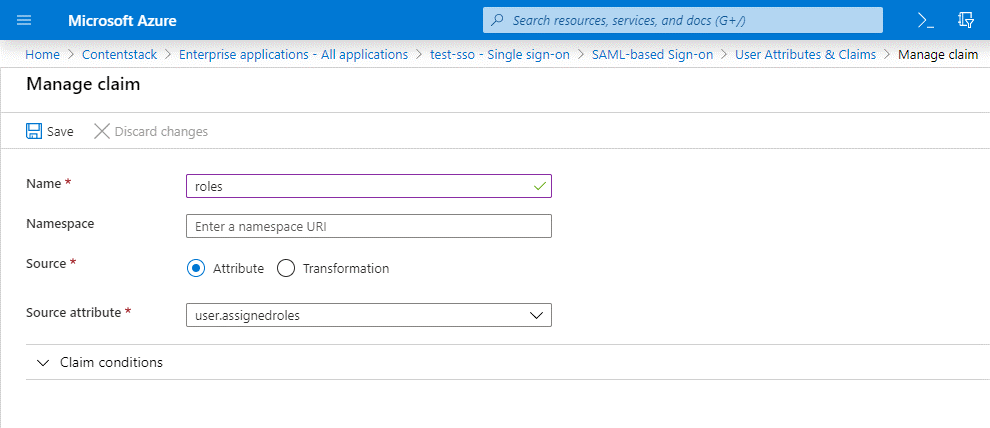 Microsoft Azure
Search resources, services, and docs (G+/)
Home > Contentstack > Enterprise applications - All applications > test-sso - Single sign-on > SAML-based Sign-on > User Attributes & Claims > Manage claim
Manage claim
Save Discard changes
Name * roles
Namespace Enter a namespace URI
Source * Attribute Transformation
Source attribute * user.assignedroles
Claim conditions